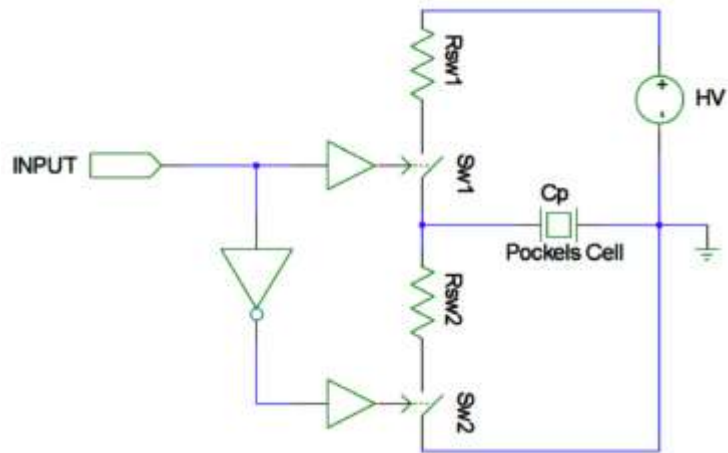 Rsw1
HV
INPUT
Sw1
Cp
Pockels Cell
Rsw2
Sw2